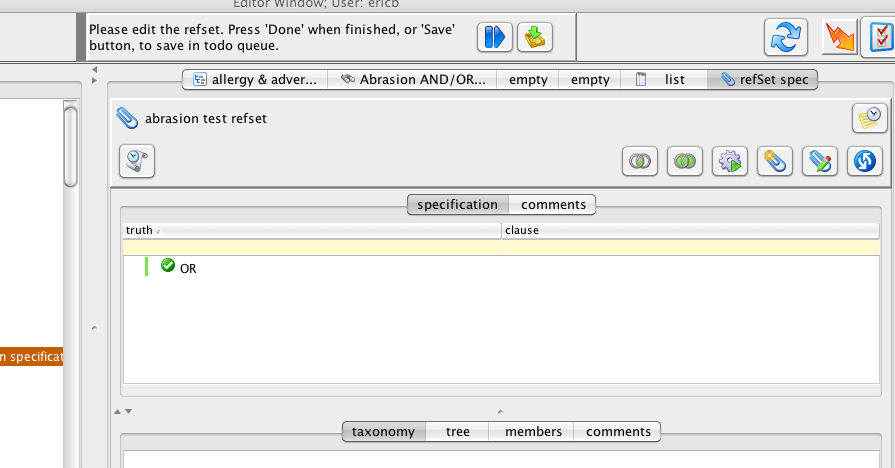 Editor Window; User: ericb
Please edit the refset. Press 'Done' when finished, or 'Save'
button, to save in todo queue.
allergy & adver... Abrasion AND/OR... empty empty list refSet spec
abrasion test refset
specification comments
truth clause
OR
n specificat
taxonomy tree members comments